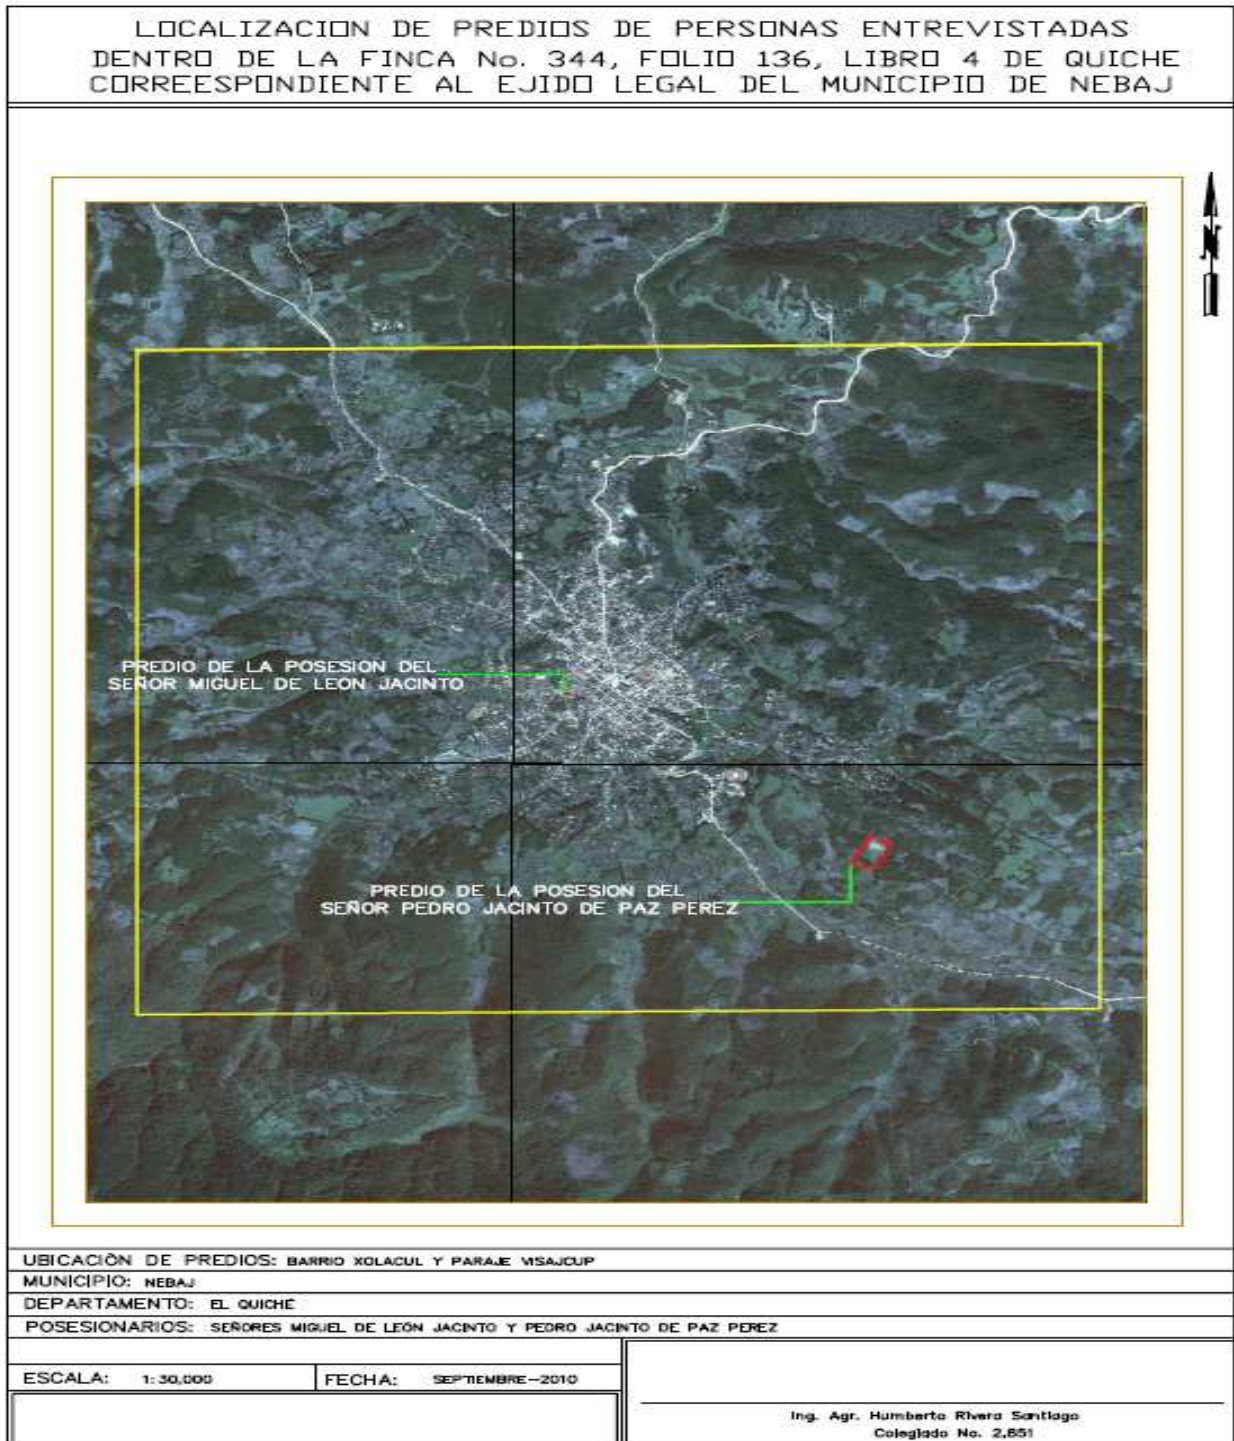 LOCALIZACION DE PREDIOS DE PERSONAS ENTREVISTADAS
DENTRO DE LA FINCA No. 344, FOLIO 136, LIBRO 4 DE QUICHE
CORREESPONDIENTE AL EJIDO LEGAL DEL MUNICIPIO DE NEBAJ
N
PREDIO DE LA POSESION DEL
SEÑOR MIGUEL DE LEON JACINTO
PREDIO DE LA POSESION DEL
SEÑOR PEDRO JACINTO DE PAZ PEREZ
UBICACIÒN DE PREDIOS: BARRIO XOLACUL Y PARAJE VISAJCUP
MUNICIPIO: NEBAJ
DEPARTAMENTO: EL QUICHÉ
POSESIONARIOS: SEÑORES MIGUEL DE LEÓN JACINTO Y PEDRO JACINTO DE PAZ PEREZ
ESCALA: 1:30,000 FECHA: SEPTIEMBRE-2010
Ing. Agr. Humberto Rivera Santiago
Colegiado No. 2,851